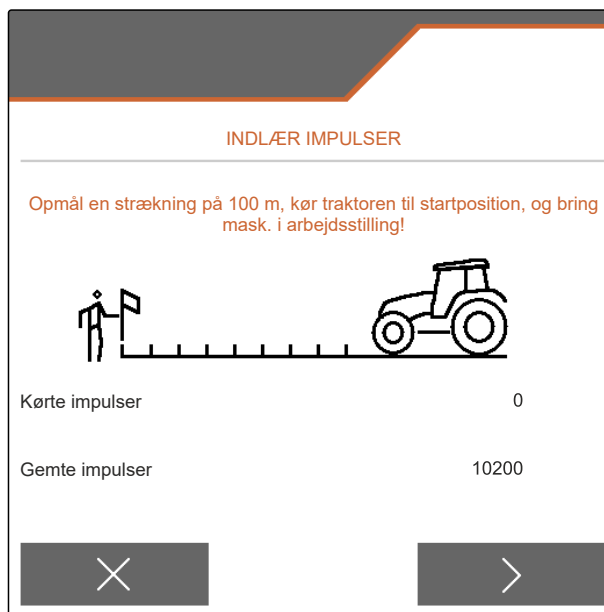 INDLÆR IMPULSER
Opmål en strækning på 100 m, kør traktoren til startposition, og bring
mask. i arbejdsstilling!
Kørte impulser 0
Gemte impulser 10200